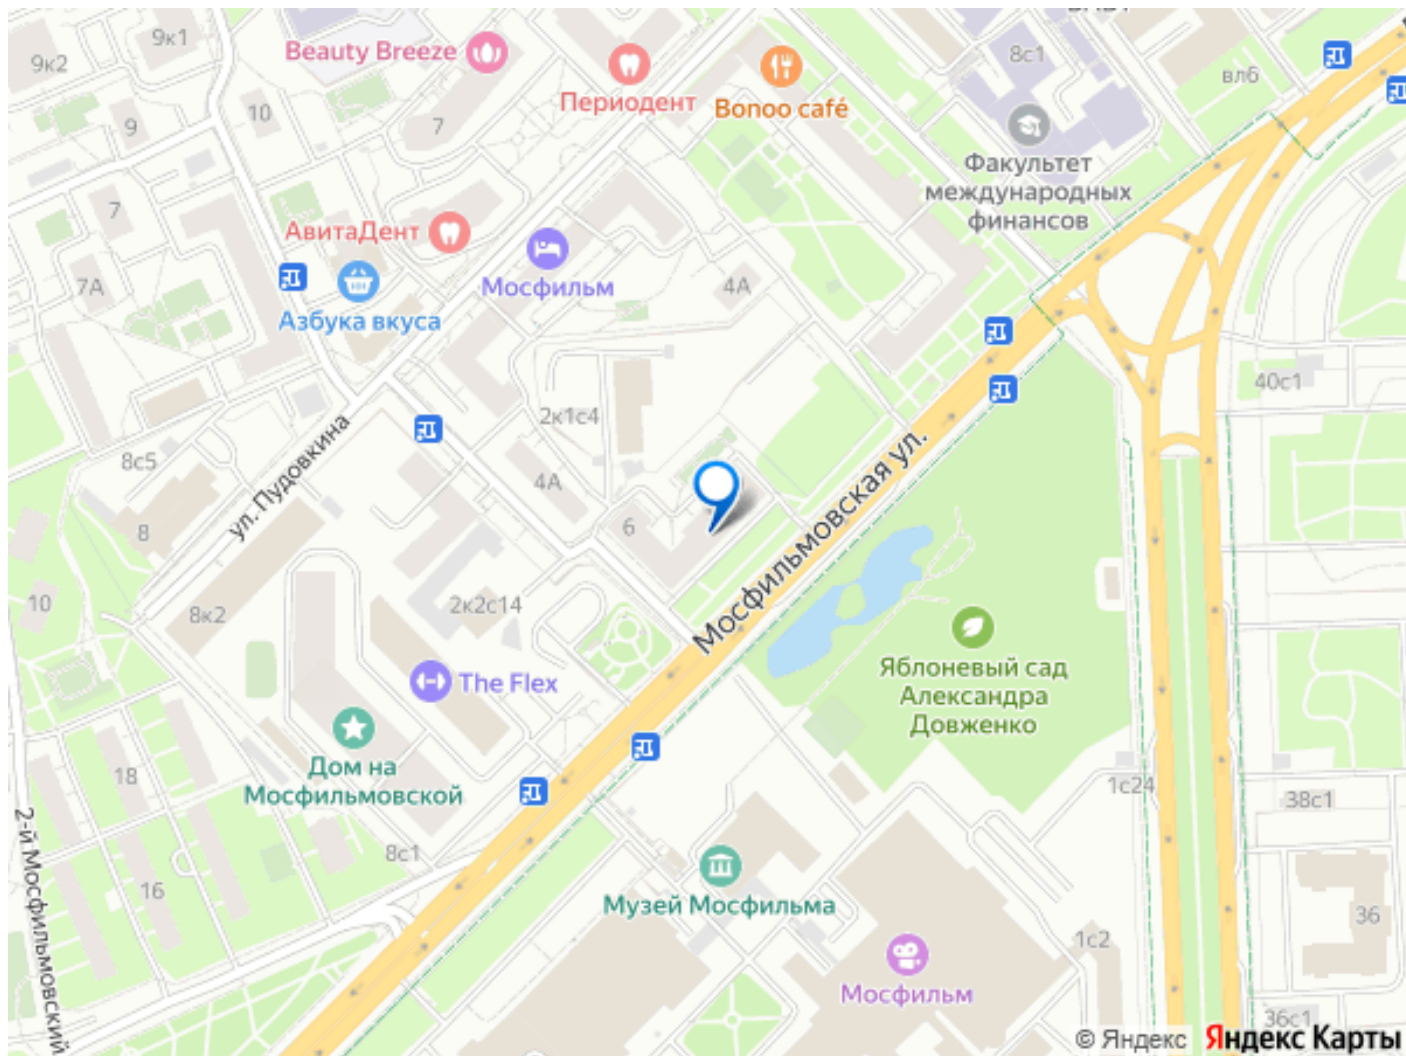 9к1
9к2
Beauty Breeze
Периодент
Bonoo café
8с1
вл6
9
10
7
Факультет
международных
финансов
7
АвитаДент
Мосфильм
4А
7А
Азбука вкуса
40с1
2к1с4
ул. Пудовкина
Мосфильмовская ул.
8с5
4А
6
8
10
8к2
2к2с14
The Flex
Яблоневый сад
Александра
Довженко
Дом на
Мосфильмовской
18
1с24
38с1
8с1
16
2-й Мосфильмовский
Музей Мосфильма
36
1с2
Мосфильм
36с1
© Яндекс Яндекс Карты